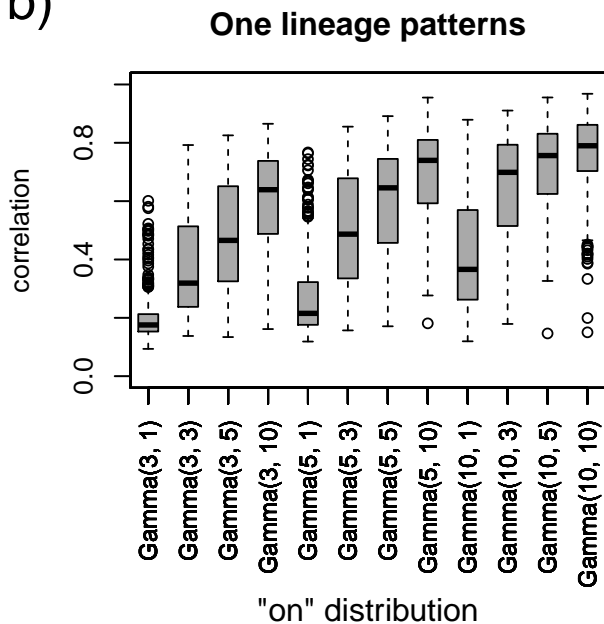 b)
One lineage patterns
correlation
0.8
0.4
0.0
Gamma(3, 1)
Gamma(3, 3)
Gamma(3, 5)
Gamma(3, 10)
Gamma(5, 1)
Gamma(5, 3)
Gamma(5, 5)
Gamma(5, 10)
Gamma(10, 1)
Gamma(10, 3)
Gamma(10, 5)
Gamma(10, 10)
"on" distribution